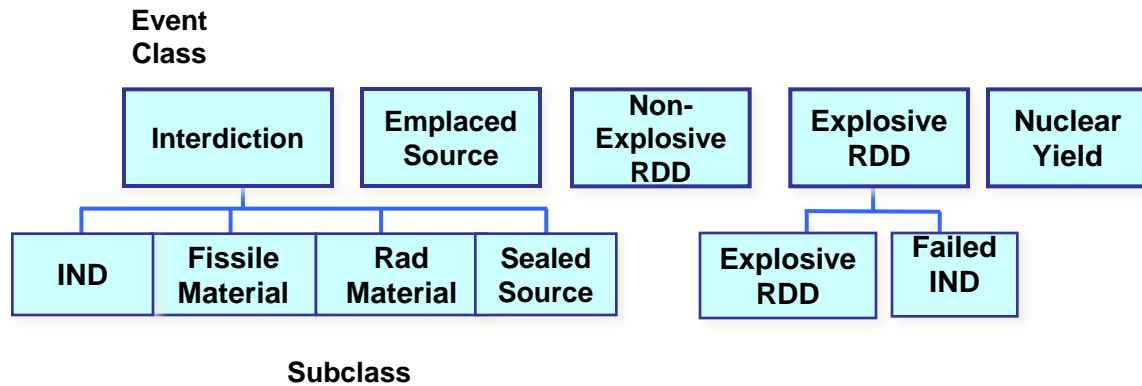 Event
Class
Interdiction
Emplaced
Source
Non-
Explosive
RDD
Explosive
RDD
Nuclear
Yield
IND
Fissile
Material
Rad
Material
Sealed
Source
Explosive
RDD
Failed
IND
Subclass